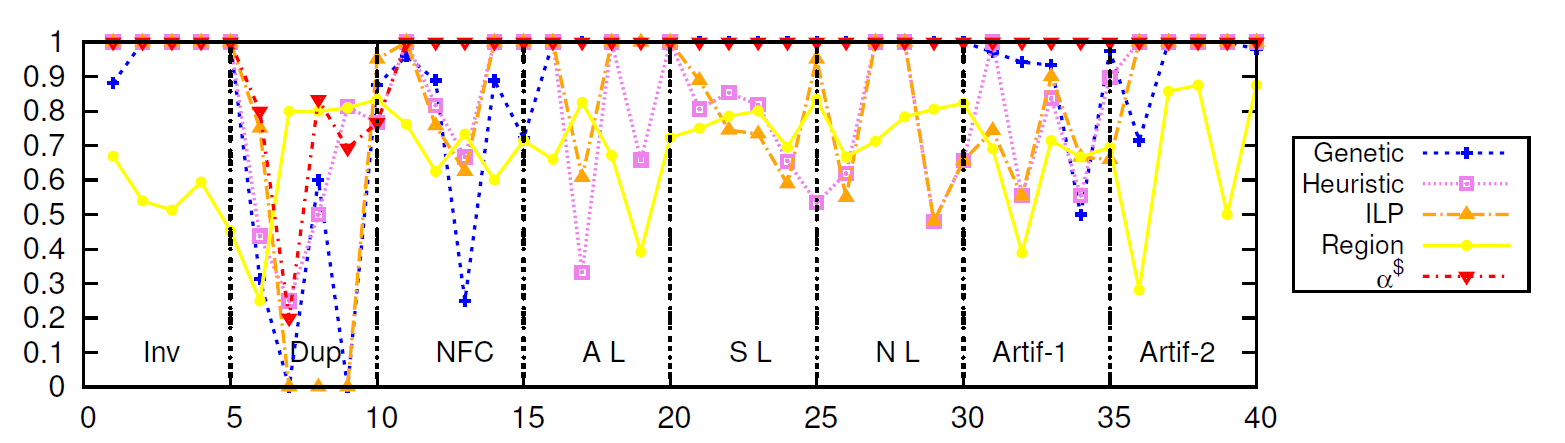 1
0.9
0.8
0.7
0.6
0.5
0.4
0.3
0.2
0.1
0
Inv Dup NFC A L S L N L Artif-1 Artif-2
0 5 10 15 20 25 30 35 40
Genetic
Heuristic
ILP
Region
α$